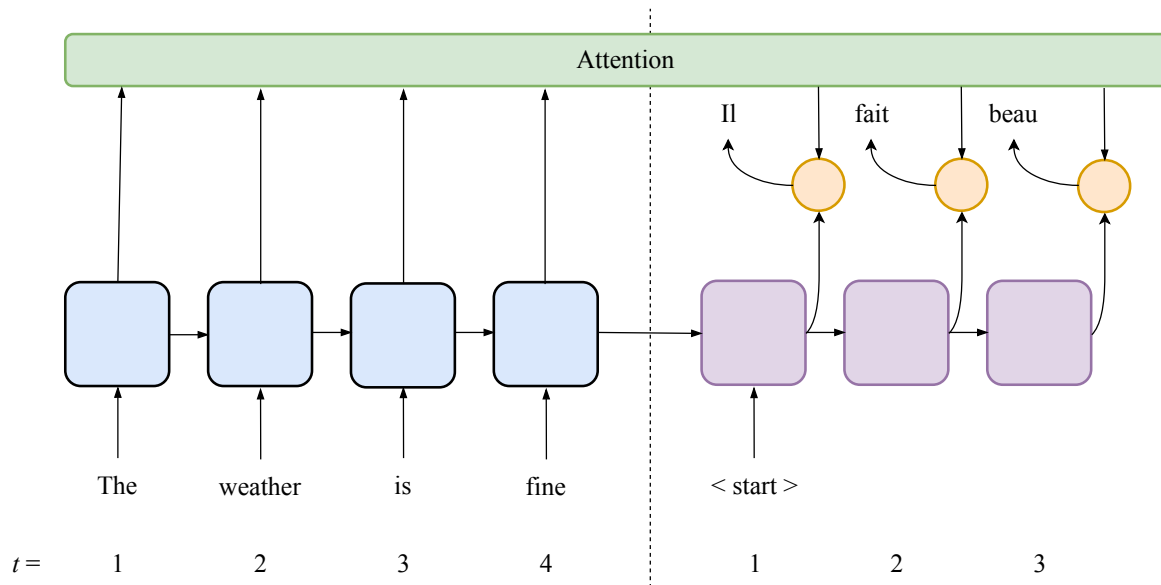 Attention
Il fait beau
The weather is fine < start >
t = 1 2 3 4 1 2 3